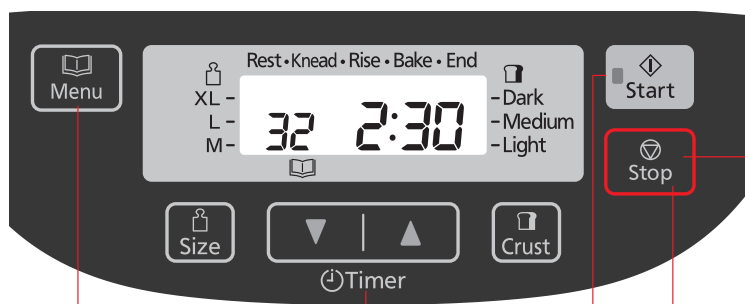 Rest • Knead • Rise • Bake • End
Menu
XL -
L -
M -
32 2:30
- Dark
- Medium
- Light
Start
Stop
Size
Crust
Timer